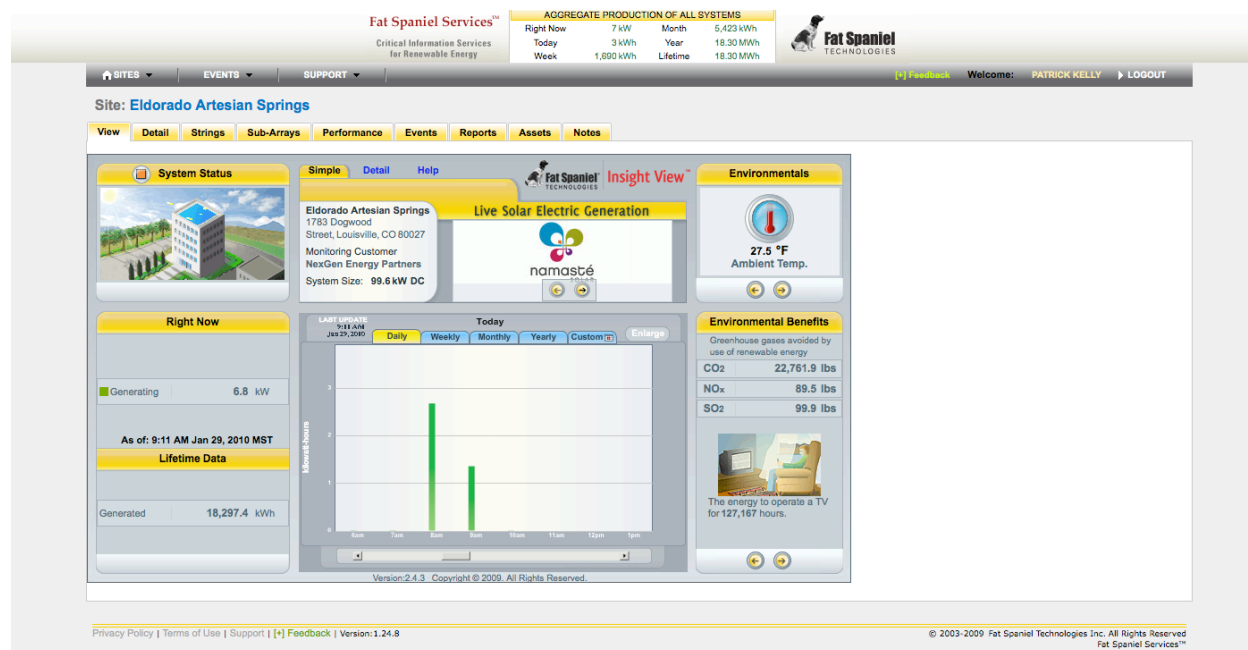 Fat Spaniel Services™
Critical Information Services
for Renewable Energy
AGGREGATE PRODUCTION OF ALL SYSTEMS
Right Now 7 kW Month 5,423 kWh
Today 3 kWh Year 18.30 MWh
Week 1,690 kWh Lifetime 18.30 MWh
Fat Spaniel
TECHNOLOGIES
SITES EVENTS SUPPORT [+] Feedback Welcome: PATRICK KELLY LOGOUT
Site: Eldorado Artesian Springs
View Detail Strings Sub-Arrays Performance Events Reports Assets Notes
System Status
Simple Detail Help
Fat Spaniel
TECHNOLOGIES
Insight View™
Eldorado Artesian Springs
1783 Dogwood
Street, Louisville, CO 80027
Monitoring Customer
NexGen Energy Partners
System Size: 99.6 kW DC
Live Solar Electric Generation
namasté
Environmentals
27.5 °F
Ambient Temp.
Right Now
Generating 6.8 kW
As of: 9:11 AM Jan 29, 2010 MST
Lifetime Data
Generated 18,297.4 kWh
LAST UPDATE
9:11 AM
Jan 29, 2010
Today
Daily Weekly Monthly Yearly Custom Enlarge
kilowatt-hours
3
2
1
0
6am 7am 8am 9am 10am 11am 12pm 1pm
Version:2.4.3 Copyright © 2009. All Rights Reserved.
Environmental Benefits
Greenhouse gases avoided by
use of renewable energy
CO2 22,761.9 lbs
NOx 89.5 lbs
SO2 99.9 lbs
The energy to operate a TV
for 127,167 hours.
Privacy Policy | Terms of Use | Support | [+] Feedback | Version:1.24.8
© 2003-2009 Fat Spaniel Technologies Inc. All Rights Reserved
Fat Spaniel Services™